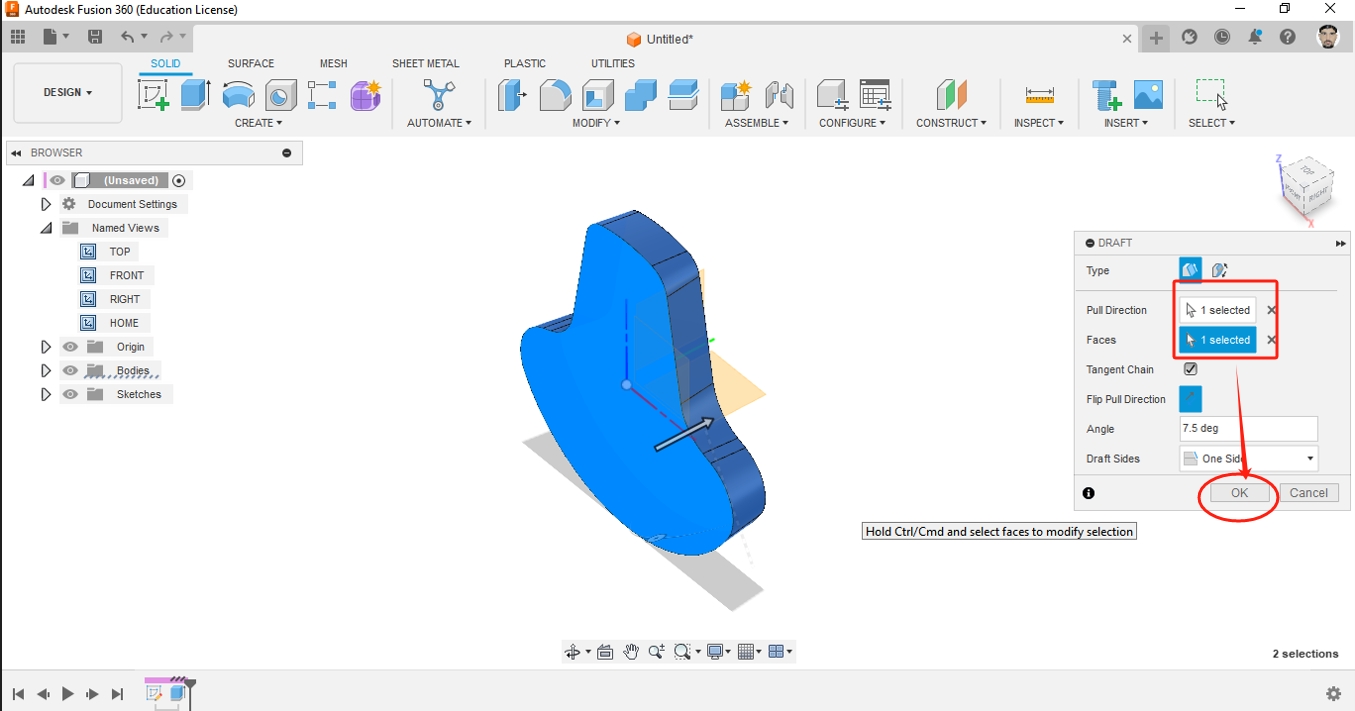 Autodesk Fusion 360 (Education License)
Untitled*
SOLID SURFACE MESH SHEET METAL PLASTIC UTILITIES
DESIGN
CREATE AUTOMATE MODIFY ASSEMBLE CONFIGURE CONSTRUCT INSPECT INSERT SELECT
BROWSER
(Unsaved)
Document Settings
Named Views
TOP
FRONT
RIGHT
HOME
Origin
Bodies
Sketches
Z
TOP
RIGHT
X
DRAFT
Type
Pull Direction 1 selected
Faces 1 selected
Tangent Chain
Flip Pull Direction
Angle 7.5 deg
Draft Sides One Side
OK Cancel
Hold Ctrl/Cmd and select faces to modify selection
2 selections